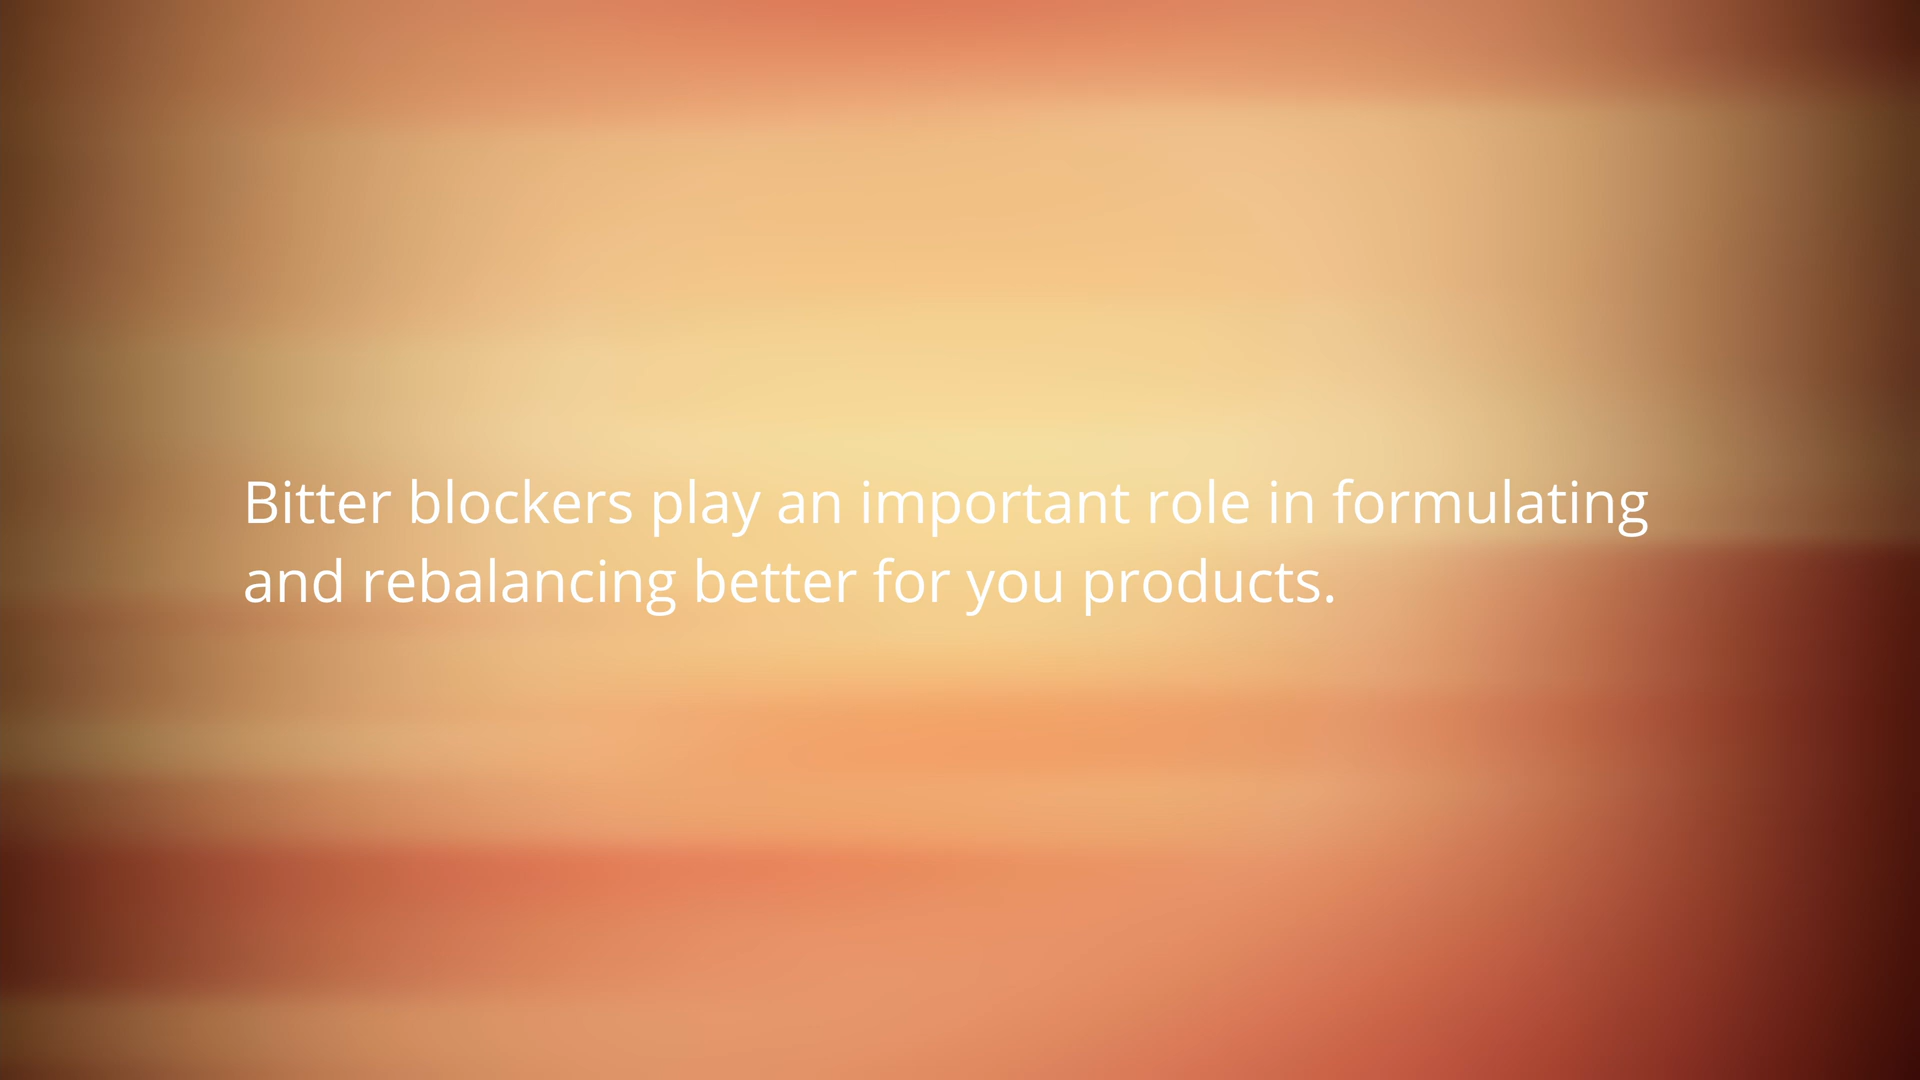 Bitter blockers play an important role in formulating
and rebalancing better for you products.